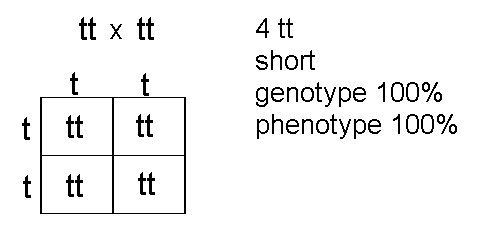 tt x tt
t t
t tt tt
t tt tt
4 tt
short
genotype 100%
phenotype 100%